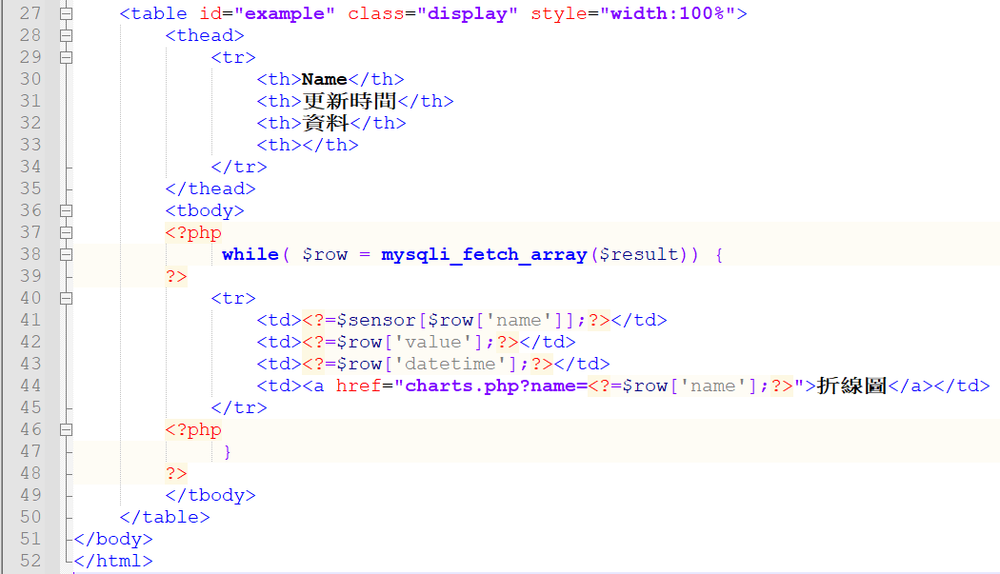 27 <table id="example" class="display" style="width:100%">
28 <thead>
29 <tr>
30 <th>Name</th>
31 <th>更新時間</th>
32 <th>資料</th>
33 <th></th>
34 </tr>
35 </thead>
36 <tbody>
37 <?php
38 while( $row = mysqli_fetch_array($result)) {
39 ?>
40 <tr>
41 <td><?=$sensor[$row['name']];?></td>
42 <td><?=$row['value'];?></td>
43 <td><?=$row['datetime'];?></td>
44 <td><a href="charts.php?name=<?=$row['name'];?>">折線圖</a></td>
45 </tr>
46 <?php
47 }
48 ?>
49 </tbody>
50 </table>
51 </body>
52 </html>